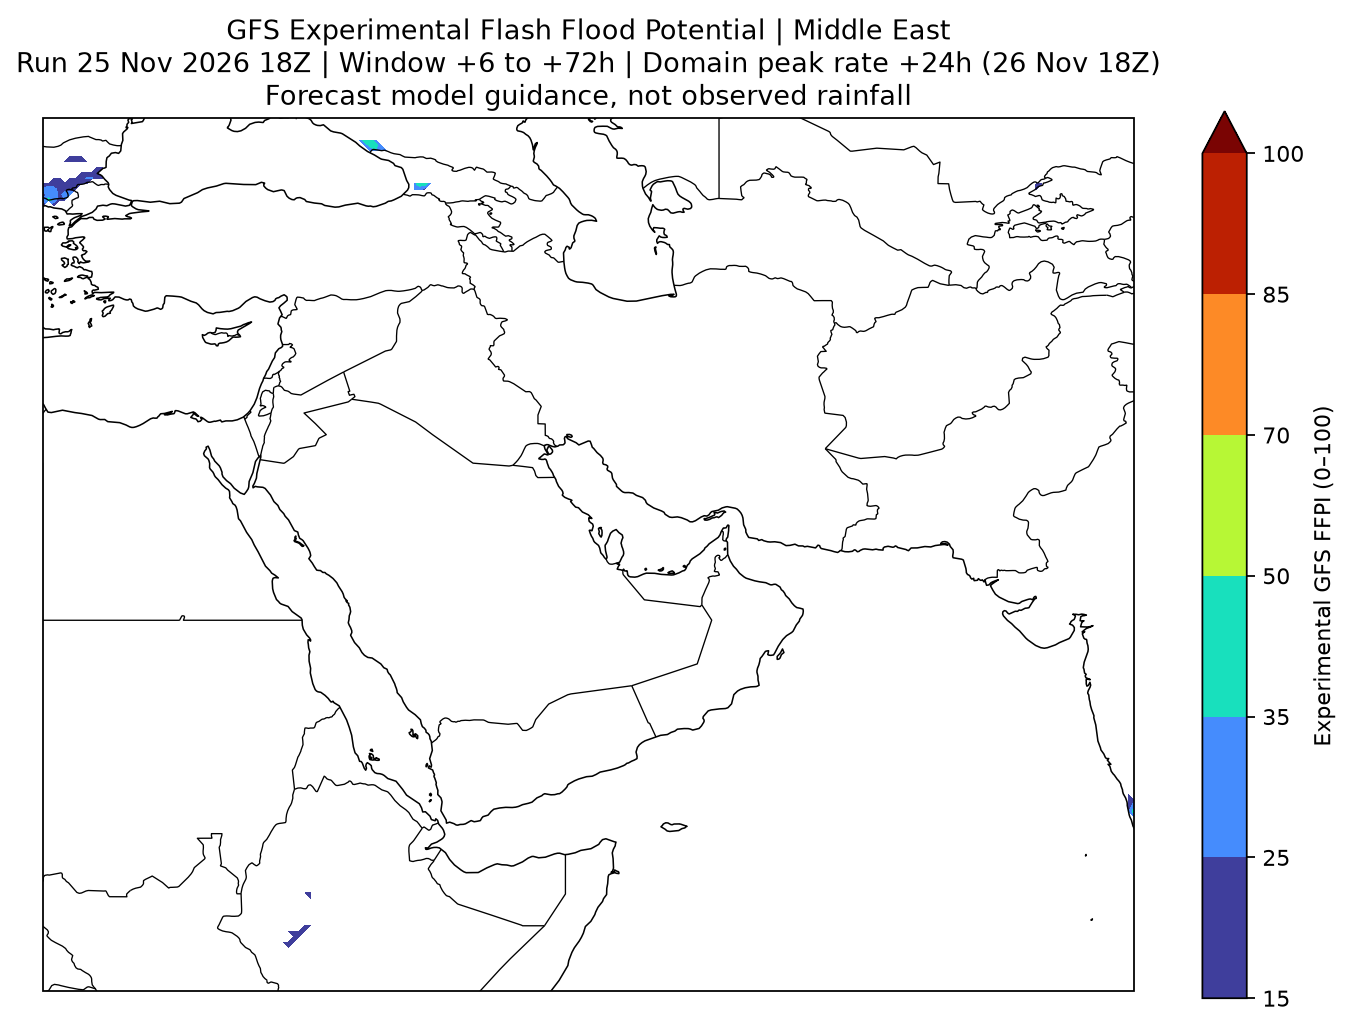 GFS Experimental Flash Flood Potential | Middle East
Run 25 Nov 2026 18Z | Window +6 to +72h | Domain peak rate +24h (26 Nov 18Z)
Forecast model guidance, not observed rainfall
100
85
70
50
35
25
15
Experimental GFS FFPI (0–100)